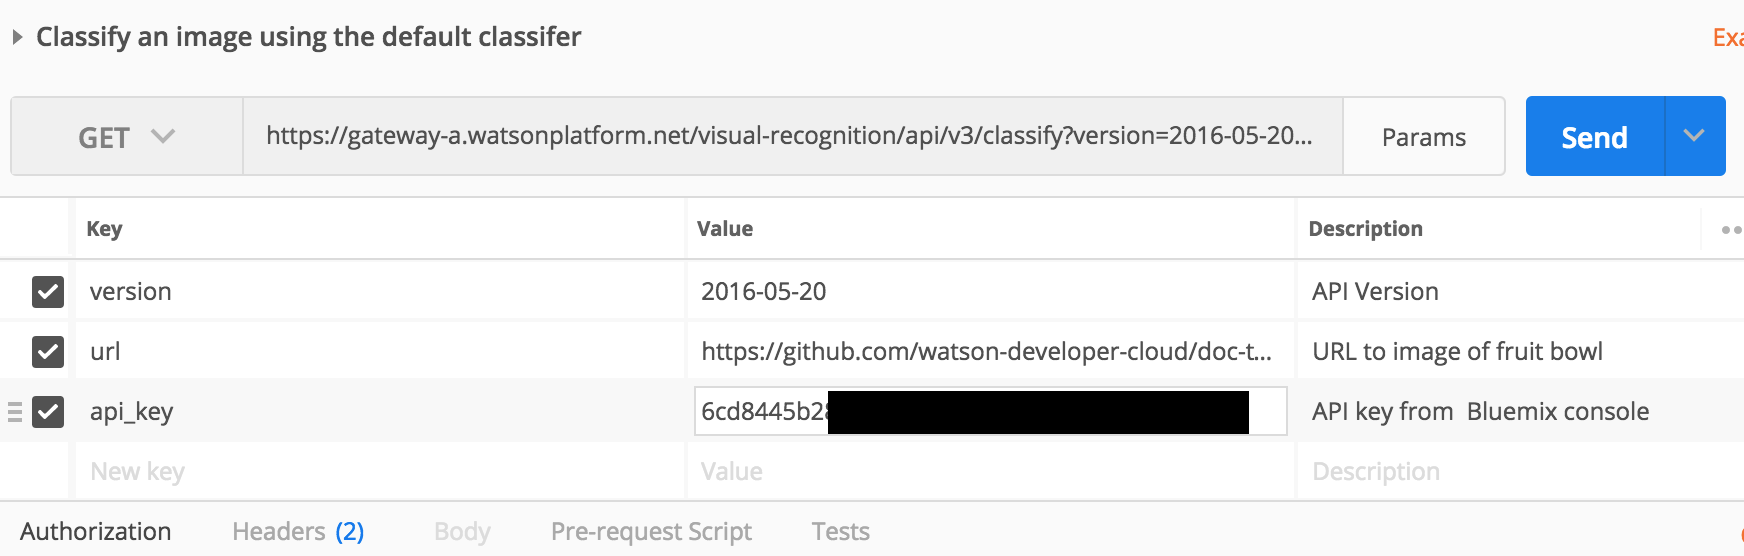 Classify an image using the default classifer
Exa
GET https://gateway-a.watsonplatform.net/visual-recognition/api/v3/classify?version=2016-05-20... Params Send
Key Value Description
version 2016-05-20 API Version
url https://github.com/watson-developer-cloud/doc-t... URL to image of fruit bowl
api_key 6cd8445b2 API key from Bluemix console
New key Value Description
Authorization Headers (2) Body Pre-request Script Tests